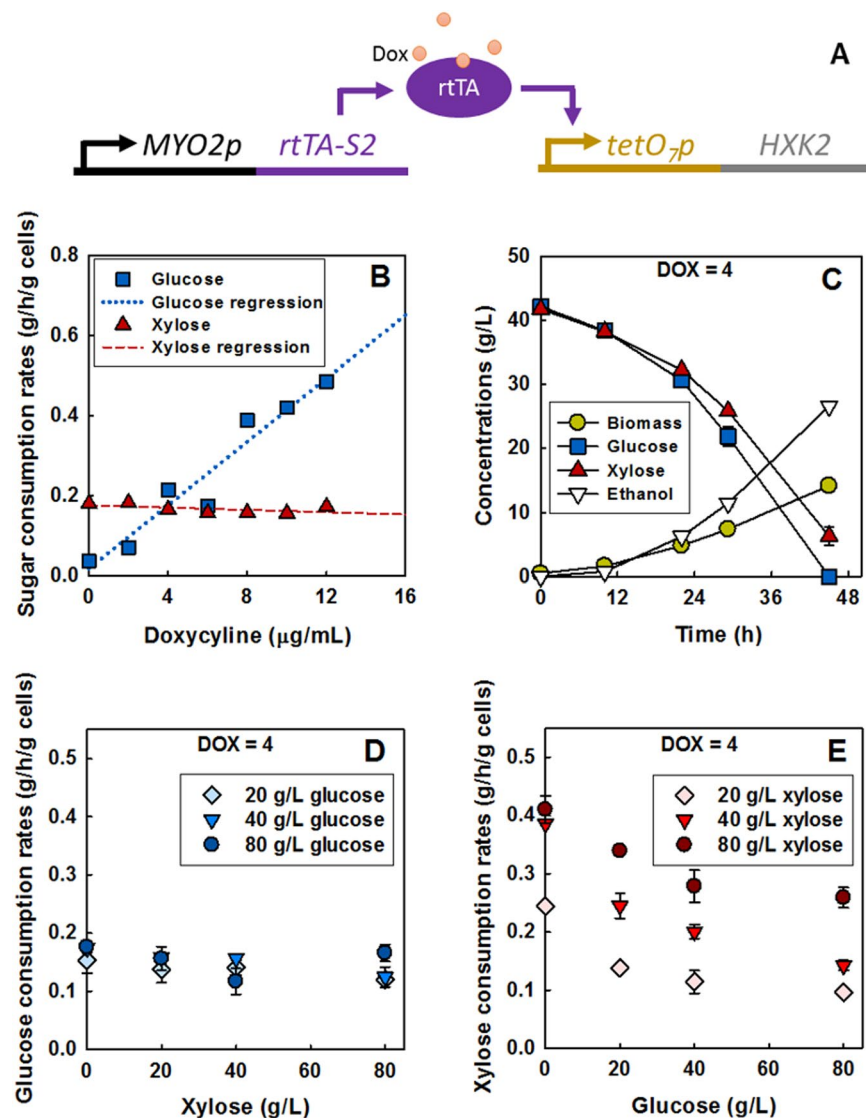 A
Dox
rtTA
MYO2p rtTA-S2 tetO7p HXK2
B
Sugar consumption rates (g/h/g cells)
0.8
0.6
0.4
0.2
0.0
Glucose
Glucose regression
Xylose
Xylose regression
0 4 8 12 16
Doxycyline (µg/mL)
C
DOX = 4
Concentrations (g/L)
50
40
30
20
10
0
Biomass
Glucose
Xylose
Ethanol
0 12 24 36 48
Time (h)
D
DOX = 4
Glucose consumption rates (g/h/g cells)
0.5
0.4
0.3
0.2
0.1
0.0
20 g/L glucose
40 g/L glucose
80 g/L glucose
0 20 40 60 80
Xylose (g/L)
E
DOX = 4
Xylose consumption rates (g/h/g cells)
0.5
0.4
0.3
0.2
0.1
0.0
20 g/L xylose
40 g/L xylose
80 g/L xylose
0 20 40 60 80
Glucose (g/L)